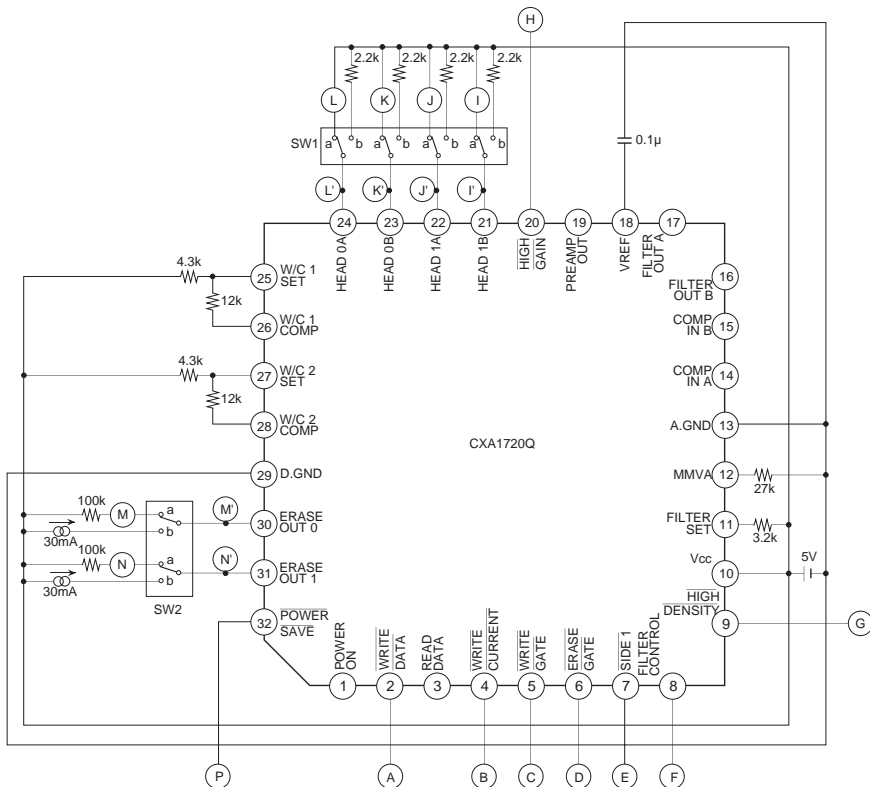 H
2.2k 2.2k 2.2k 2.2k
L K J I
SW1 a b a b a b a b
0.1µ
L' K' J' I'
24 23 22 21 20 19 18 17
HEAD 0A
HEAD 0B
HEAD 1A
HEAD 1B
HIGH
GAIN
PREAMP
OUT
VREF
FILTER
OUT A
4.3k
25 W/C 1
SET
12k
26 W/C 1
COMP
4.3k
27 W/C 2
SET
12k
28 W/C 2
COMP
29 D.GND
100k
M
a
b
M'
30 ERASE
OUT 0
30mA
100k
N
a
b
N'
31 ERASE
OUT 1
30mA
SW2
32 POWER
SAVE
CXA1720Q
16
FILTER
OUT B
COMP
IN B
15
COMP
IN A
14
A.GND 13
MMVA 12
27k
FILTER
SET
11
3.2k
Vcc 10
5V
HIGH
DENSITY
9
G
POWER
ON
WRITE
DATA
READ
DATA
WRITE
CURRENT
WRITE
GATE
ERASE
GATE
SIDE 1
FILTER
CONTROL
1 2 3 4 5 6 7 8
P A B C D E F